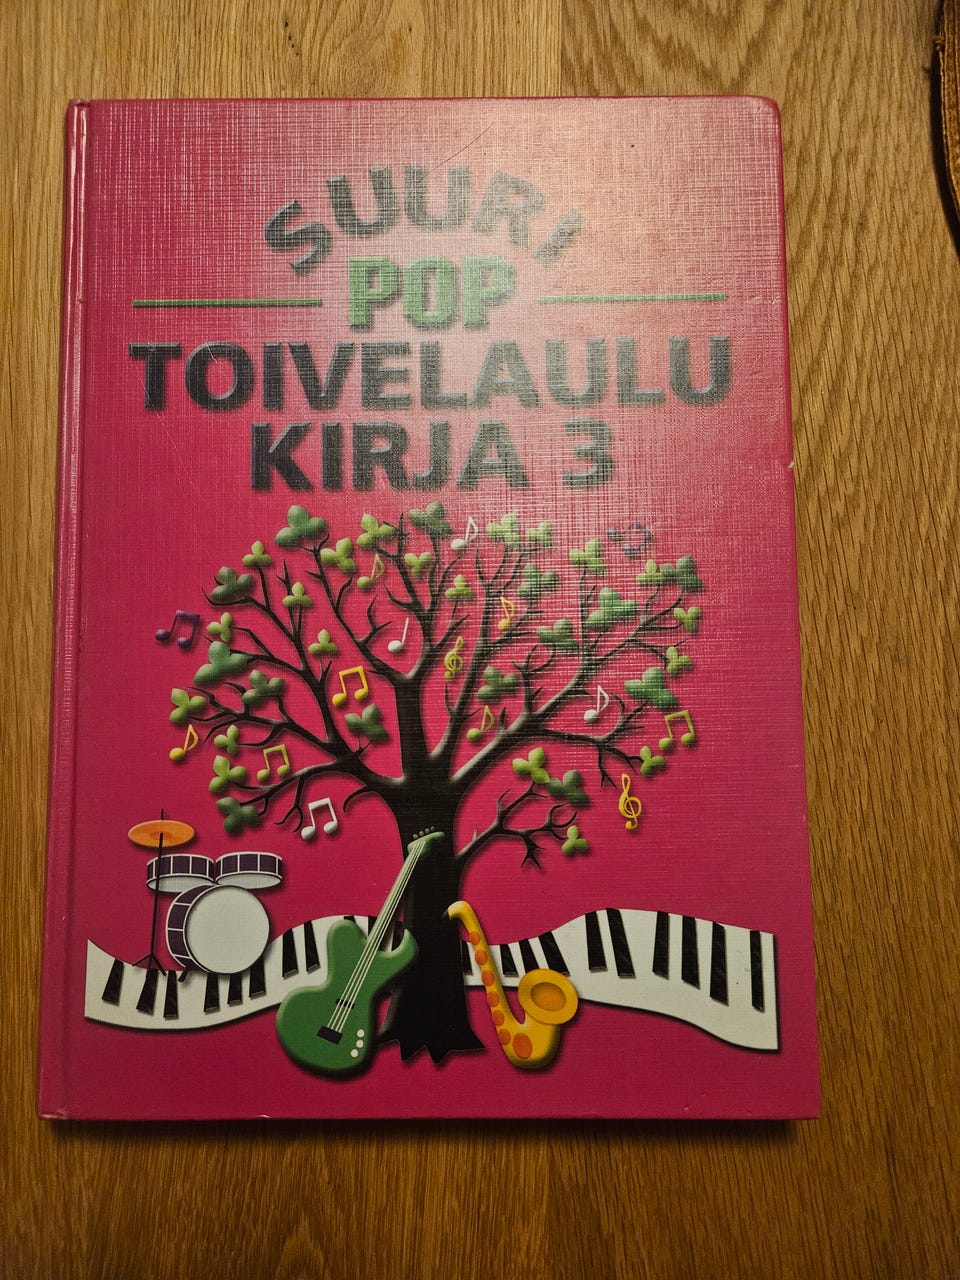 SUURI
POP
TOIVELAULU
KIRJA 3